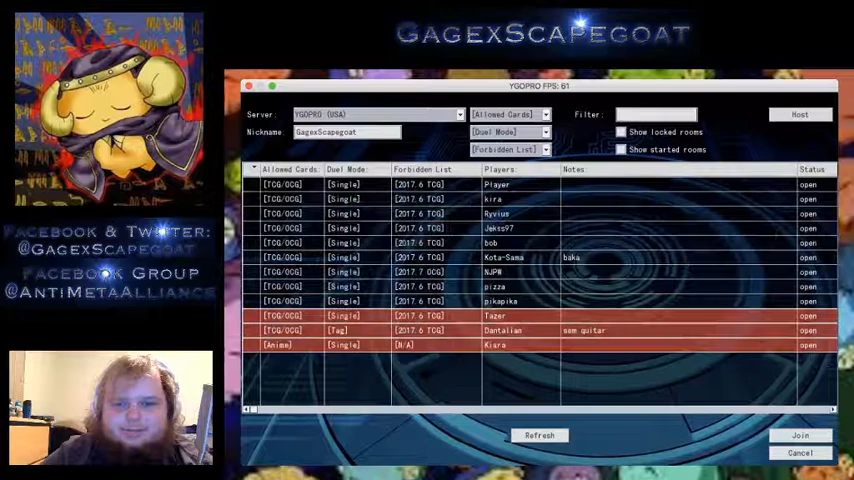 GAGEXSCAPEGOAT
YGOPRO FPS: 61
Server: YGOPRO (USA) [Allowed Cards] Filter: Host
Nickname: GagexScapegoat [Duel Mode] Show locked rooms
[Forbidden List] Show started rooms
Allowed Cards: Duel Mode: Forbidden List Players: Notes Status
[TCG/OCG] [Single] [2017.6 TCG] Player open
[TCG/OCG] [Single] [2017.6 TCG] kira open
[TCG/OCG] [Single] [2017.6 TCG] Ryvius open
[TCG/OCG] [Single] [2017.6 TCG] Jekss97 open
[TCG/OCG] [Single] [2017.6 TCG] bob open
[TCG/OCG] [Single] [2017.6 TCG] Kota-Sama baka open
[TCG/OCG] [Single] [2017.7 OCG] NJPW open
[TCG/OCG] [Single] [2017.6 TCG] pizza open
[TCG/OCG] [Single] [2017.6 TCG] pikapika open
[TCG/OCG] [Single] [2017.6 TCG] Tazer open
[TCG/OCG] [Tag] [2017.6 TCG] Dantalian sem quitar open
[Anime] [Single] [N/A] Kisra open
Refresh Join
Cancel
FACEBOOK & TWITTER:
@GAGEXSCAPEGOAT
FACEBOOK GROUP
@ANTIMETAALLIANCE